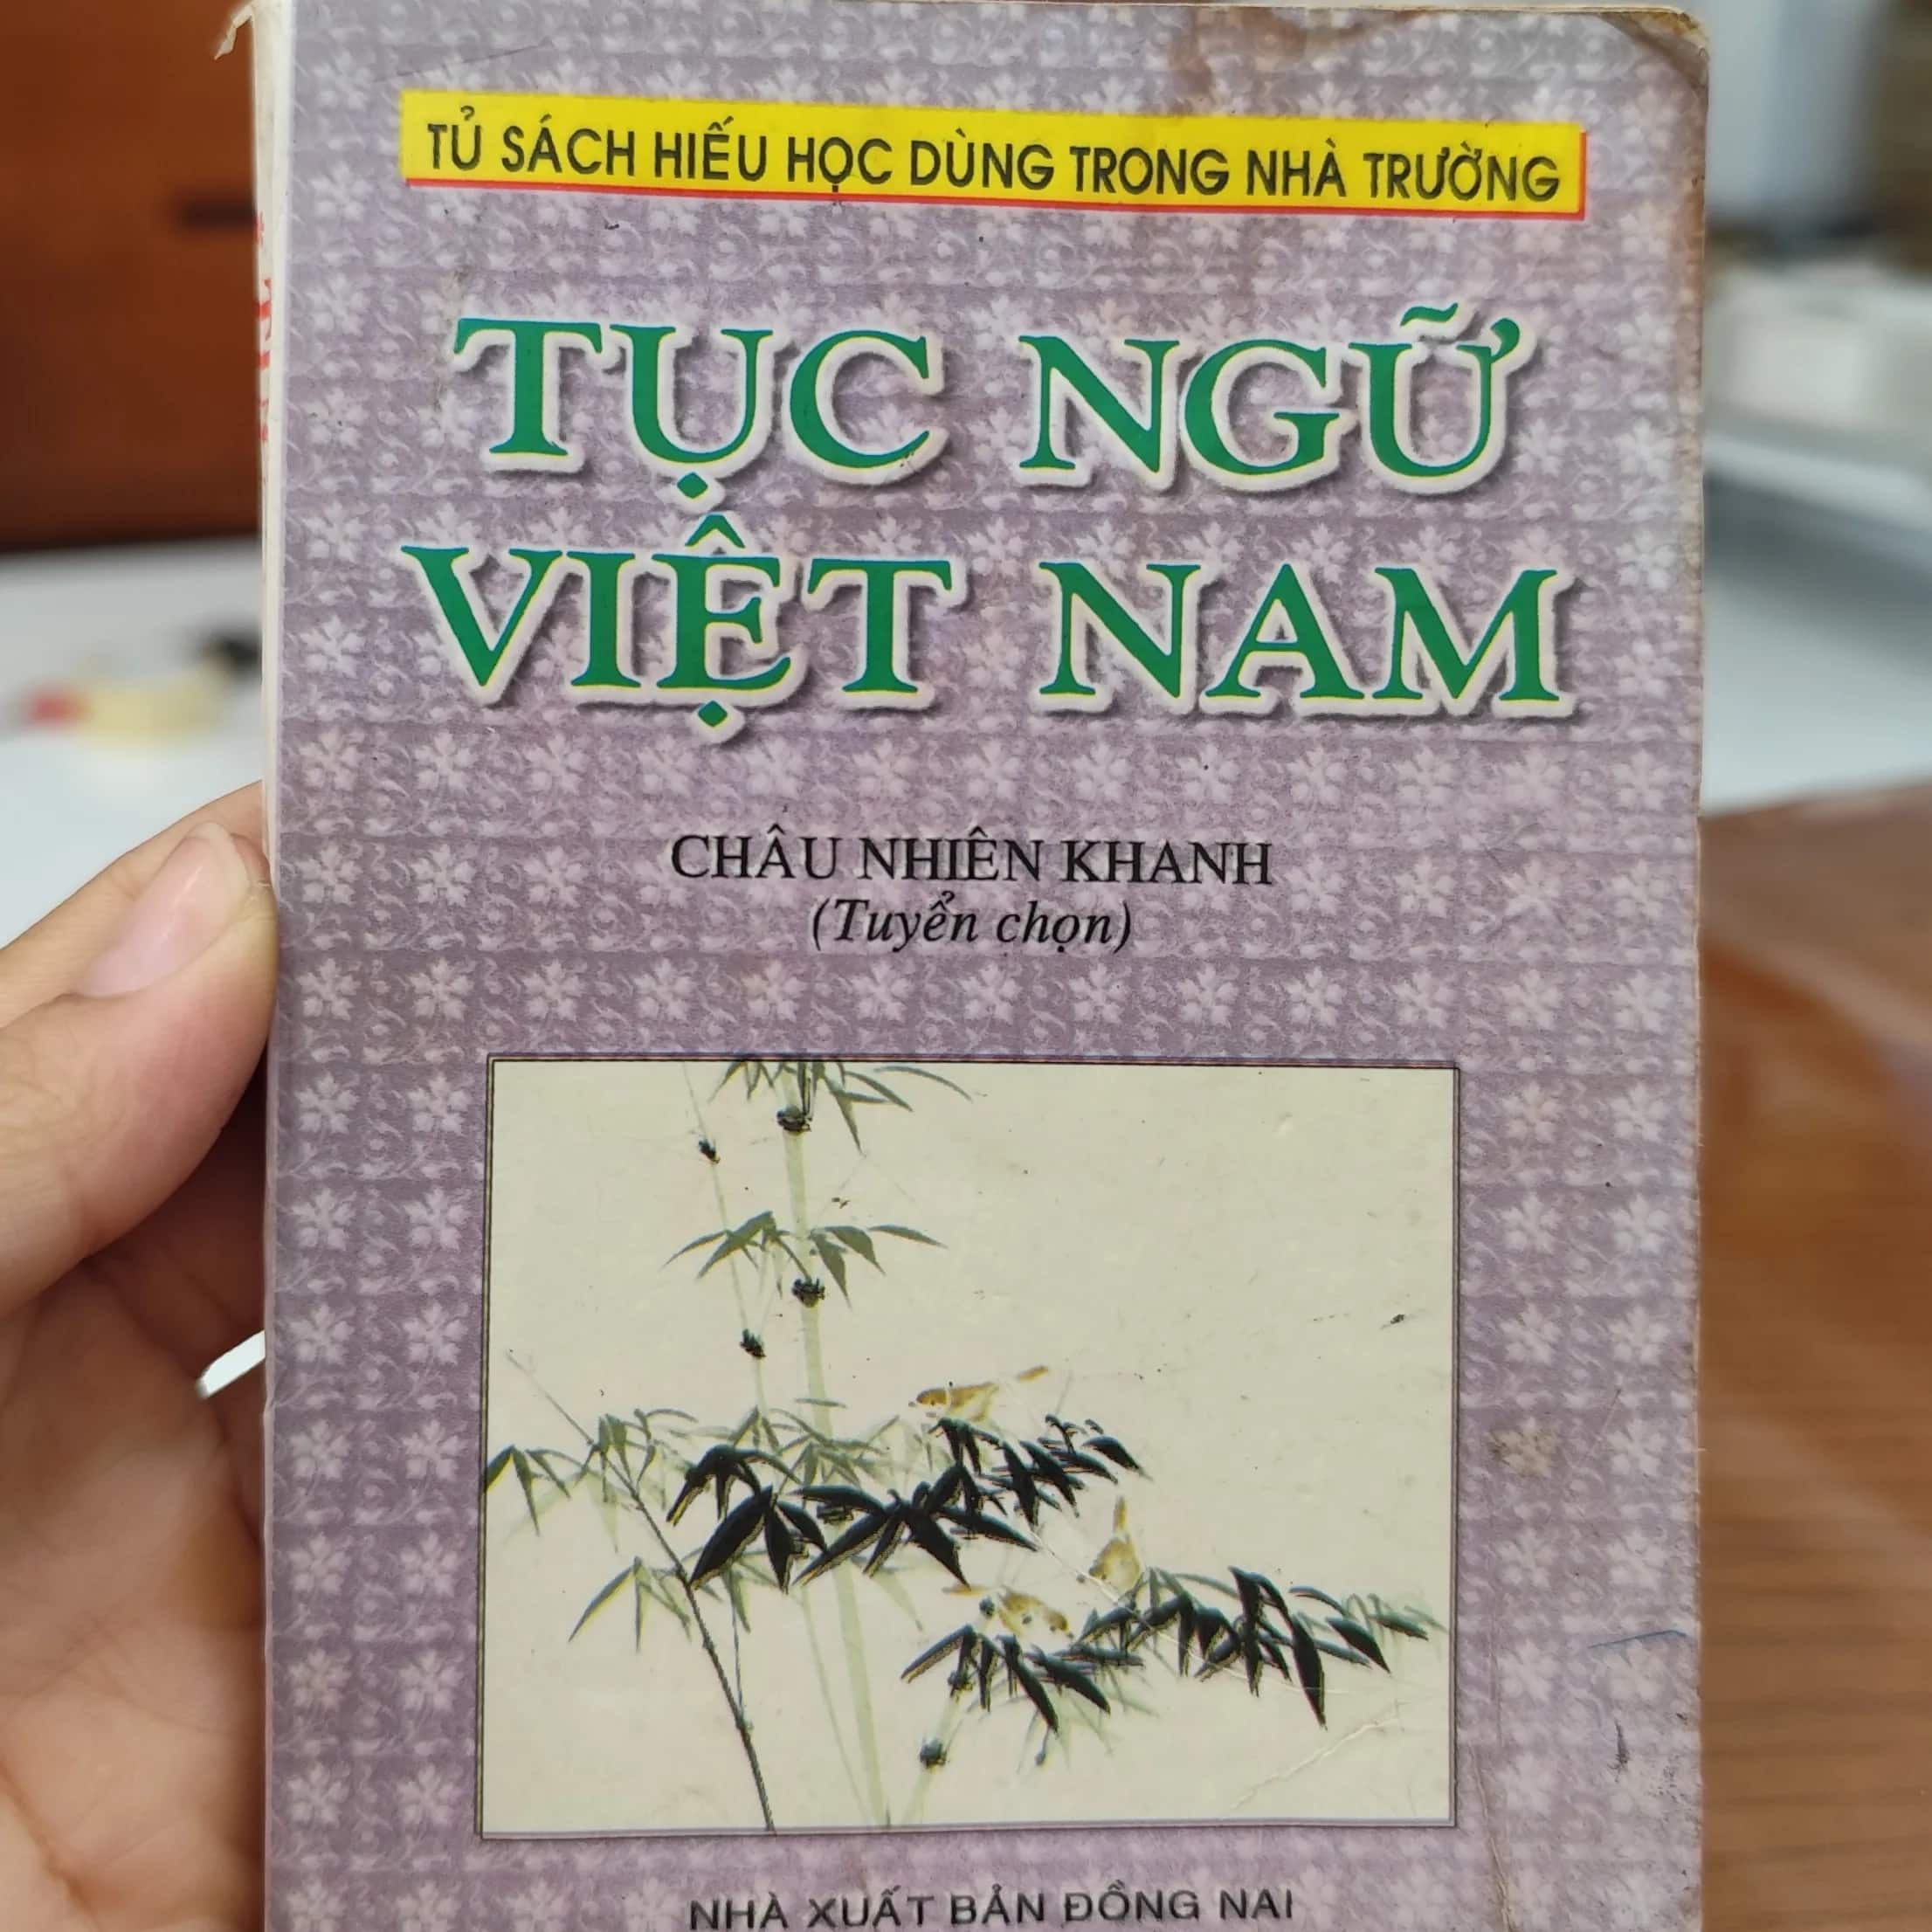 TỦ SÁCH HIẾU HỌC DÙNG TRONG NHÀ TRƯỜNG
TỤC NGỮ
VIỆT NAM
CHÂU NHIÊN KHANH
(Tuyển chọn)
NHÀ XUẤT BẢN ĐỒNG NAI